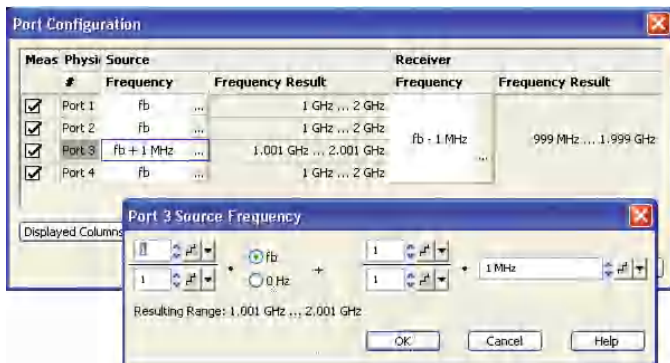 Port Configuration
Meas Physi Source Receiver
# Frequency Frequency Result Frequency Frequency Result
Port 1 fb ... 1 GHz ... 2 GHz
Port 2 fb ... 1 GHz ... 2 GHz
fb - 1 MHz ... 999 MHz ... 1.999 GHz
Port 3 fb + 1 MHz ... 1.001 GHz ... 2.001 GHz
Port 4 fb ... 1 GHz ... 2 GHz
Displayed Columns
Port 3 Source Frequency
1 fb 1
+ 1 MHz
1 0 Hz 1
Resulting Range: 1.001 GHz ... 2.001 GHz
OK Cancel Help